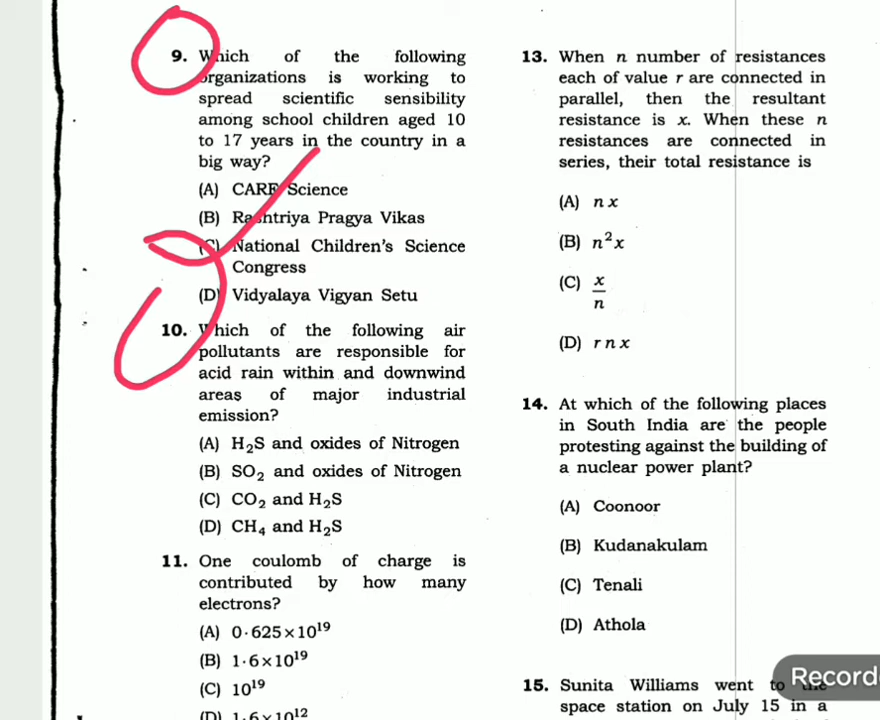 9. Which of the following
organizations is working to
spread scientific sensibility
among school children aged 10
to 17 years in the country in a
big way?
(A) CARE Science
(B) Rashtriya Pragya Vikas
(C) National Children's Science
Congress
(D) Vidyalaya Vigyan Setu
10. Which of the following air
pollutants are responsible for
acid rain within and downwind
areas of major industrial
emission?
(A) H₂S and oxides of Nitrogen
(B) SO₂ and oxides of Nitrogen
(C) CO₂ and H₂S
(D) CH₄ and H₂S
11. One coulomb of charge is
contributed by how many
electrons?
(A) 0·625×10¹⁹
(B) 1·6×10¹⁹
(C) 10¹⁹
(D) 1·6×10¹²
13. When n number of resistances
each of value r are connected in
parallel, then the resultant
resistance is x. When these n
resistances are connected in
series, their total resistance is
(A) n x
(B) n² x
(C) x
n
(D) r n x
14. At which of the following places
in South India are the people
protesting against the building of
a nuclear power plant?
(A) Coonoor
(B) Kudanakulam
(C) Tenali
(D) Athola
15. Sunita Williams went to the
space station on July 15 in a
Record